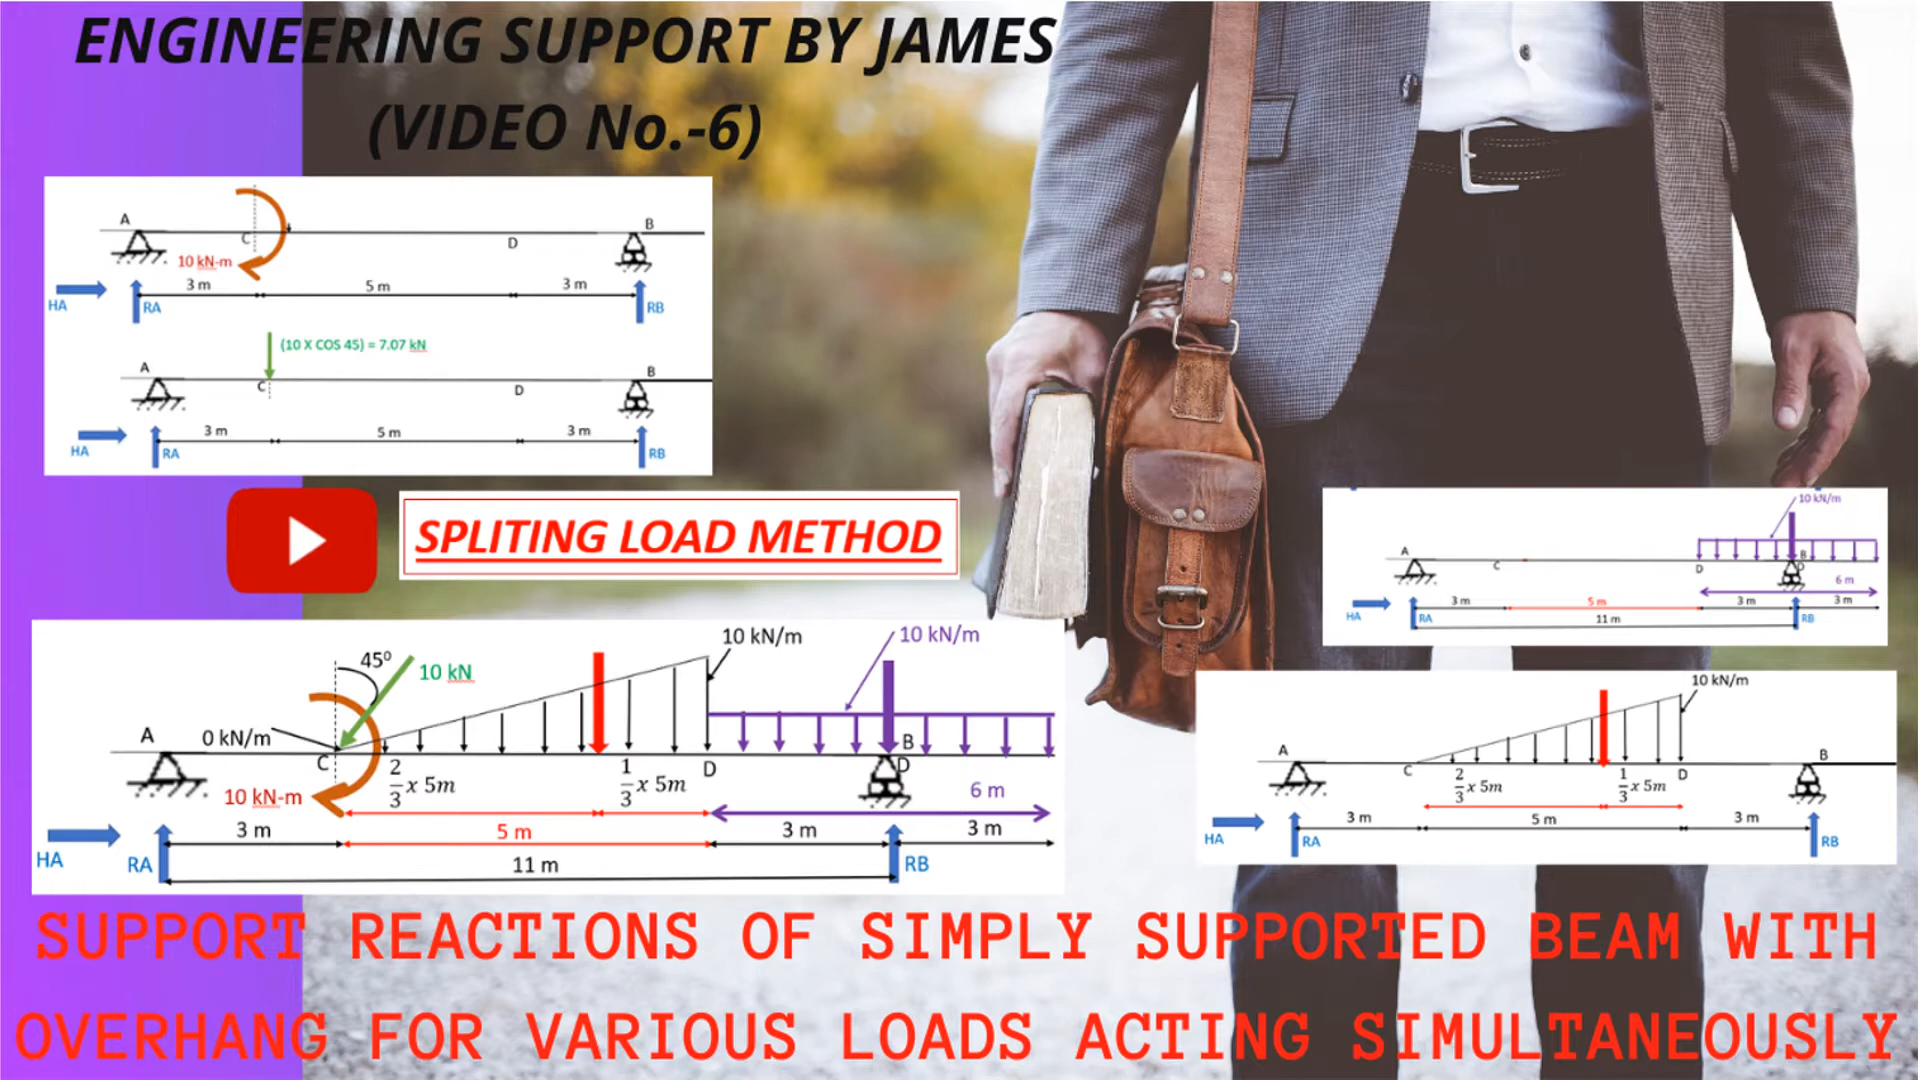 ENGINEERING SUPPORT BY JAMES
(VIDEO No.-6)
A
B
C
D
10 kN-m
3 m
5 m
3 m
HA
RA
RB
(10 X COS 45) = 7.07 kN
A
B
C
D
3 m
5 m
3 m
HA
RA
RB
SPLITING LOAD METHOD
10 kN/m
A
B
C
D
D
6 m
3 m
5 m
3 m
3 m
HA
RA
11 m
RB
10 kN/m
10 kN/m
45⁰
10 kN
A
0 kN/m
B
C
D
D
2/3 x 5m
1/3 x 5m
10 kN-m
6 m
3 m
5 m
3 m
3 m
HA
RA
11 m
RB
10 kN/m
A
B
C
2/3 x 5m
1/3 x 5m
D
3 m
5 m
3 m
HA
RA
RB
SUPPORT REACTIONS OF SIMPLY SUPPORTED BEAM WITH
OVERHANG FOR VARIOUS LOADS ACTING SIMULTANEOUSLY